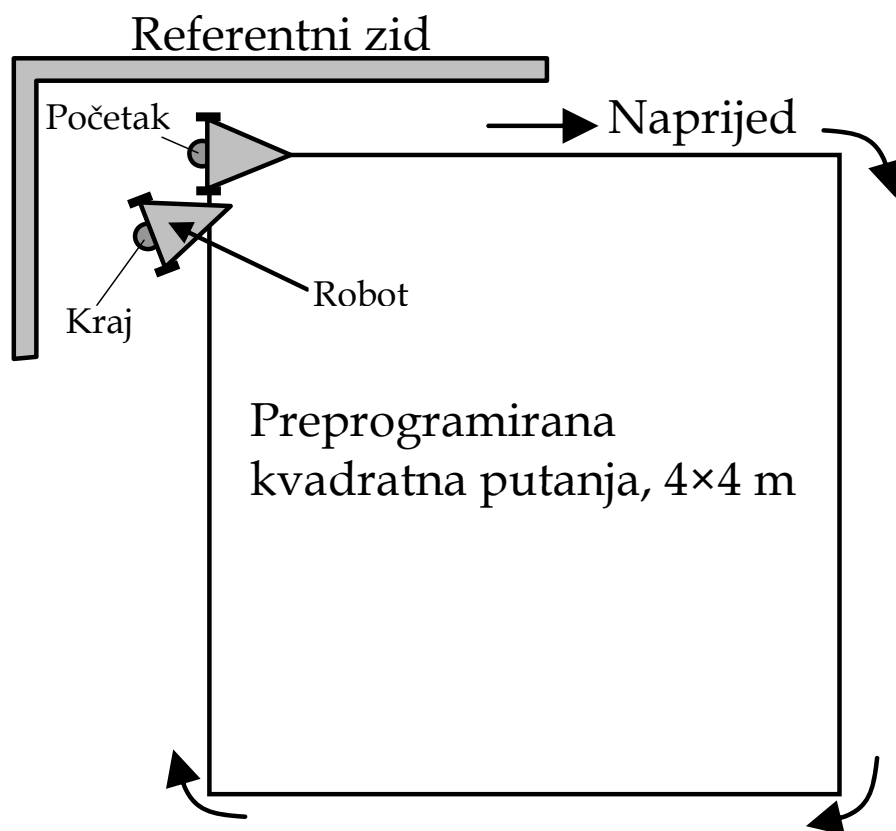 Referentni zid
Početak
Naprijed
Robot
Kraj
Preprogramirana
kvadratna putanja, 4×4 m